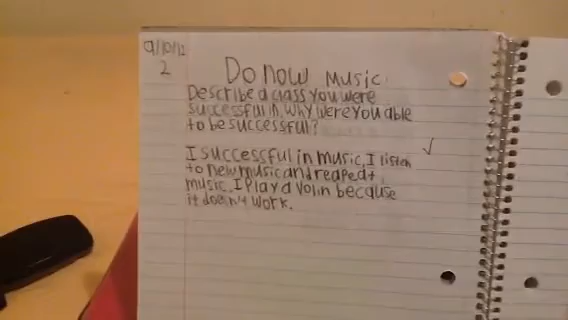 9/10/12
2
Do now music.
Describe a class you were
successful in. Why were you able
to be successful?
I successful in music, I listen
to new music and reaped +
music. I play a volin because
it doesn't work.